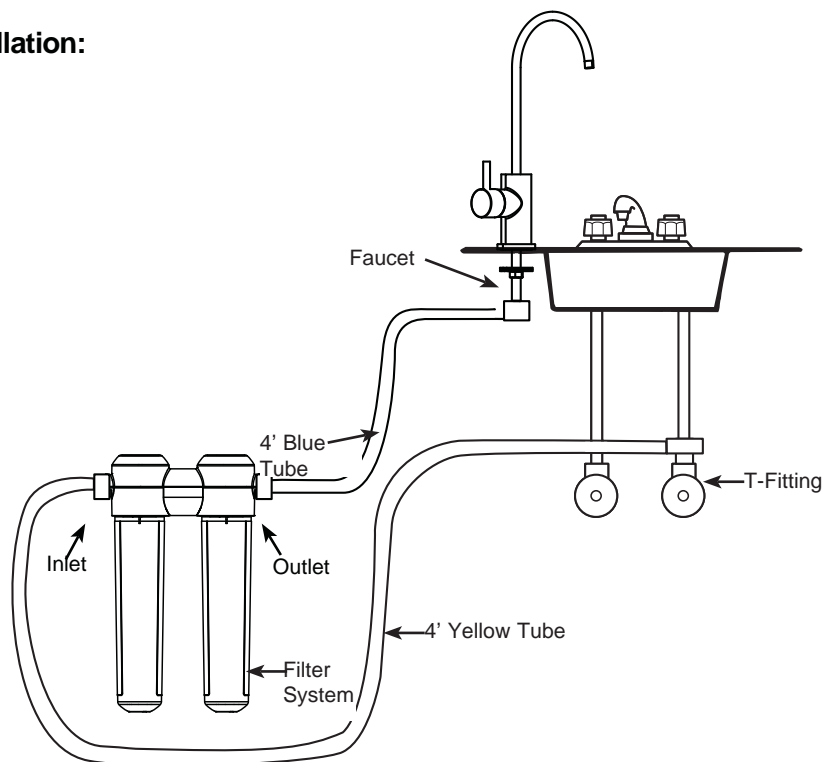 llation:
Faucet
4’ Blue
Tube
T-Fitting
Inlet
Outlet
4’ Yellow Tube
Filter
System